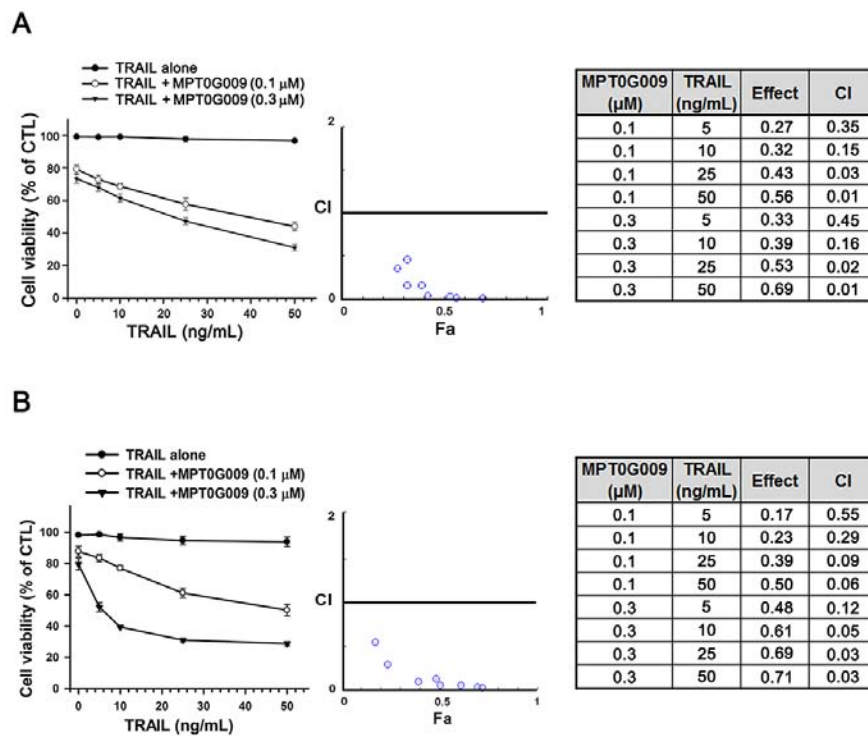 A
TRAIL alone
TRAIL + MPT0G009 (0.1 μM)
TRAIL + MPT0G009 (0.3 μM)
Cell viability (% of CTL)
100
80
60
40
20
0
0 10 20 30 40 50
TRAIL (ng/mL)
2
CI
0
0 0.5 1
Fa
MPT0G009 (μM) TRAIL (ng/mL) Effect CI
0.1 5 0.27 0.35
0.1 10 0.32 0.15
0.1 25 0.43 0.03
0.1 50 0.56 0.01
0.3 5 0.33 0.45
0.3 10 0.39 0.16
0.3 25 0.53 0.02
0.3 50 0.69 0.01
B
TRAIL alone
TRAIL +MPT0G009 (0.1 μM)
TRAIL +MPT0G009 (0.3 μM)
Cell viability (% of CTL)
100
80
60
40
20
0
0 10 20 30 40 50
TRAIL (ng/mL)
2
CI
0
0 0.5 1
Fa
MPT0G009 (μM) TRAIL (ng/mL) Effect CI
0.1 5 0.17 0.55
0.1 10 0.23 0.29
0.1 25 0.39 0.09
0.1 50 0.50 0.06
0.3 5 0.48 0.12
0.3 10 0.61 0.05
0.3 25 0.69 0.03
0.3 50 0.71 0.03